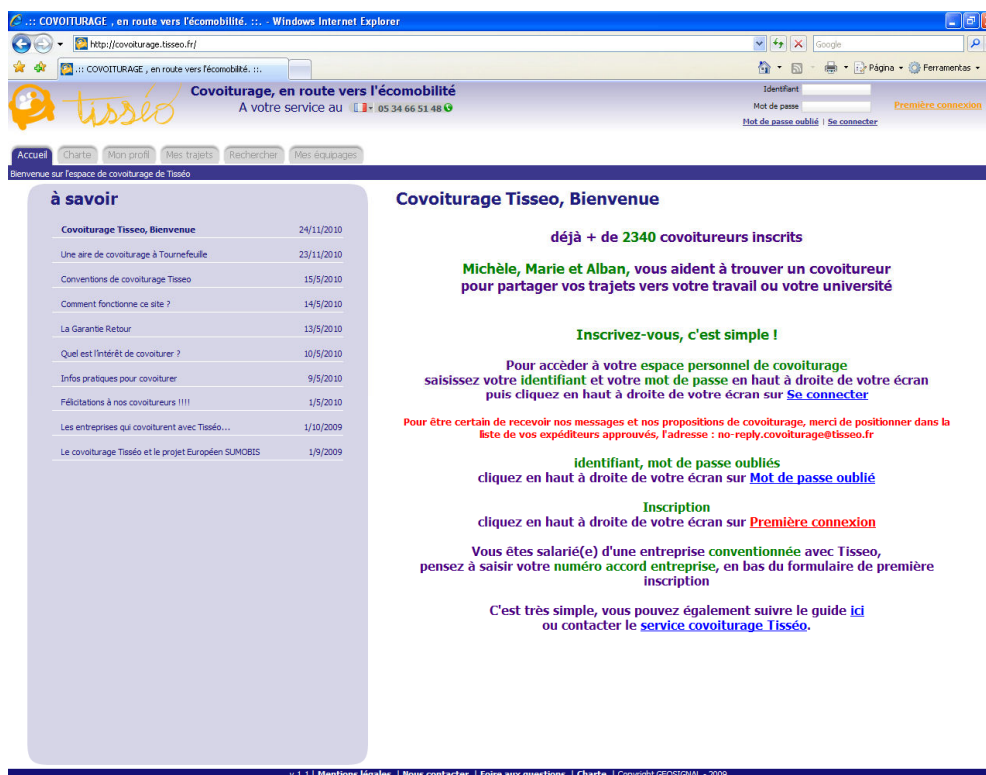 .:: COVOITURAGE , en route vers l'écomobilité. ::. - Windows Internet Explorer
http://covoiturage.tisseo.fr/
Google
.:: COVOITURAGE , en route vers l'écomobilité. ::.
Página
Ferramentas
tisséo
Covoiturage, en route vers l'écomobilité
A votre service au 05 34 66 51 48
Identifiant
Mot de passe
Première connexion
Mot de passe oublié | Se connecter
Accueil Charte Mon profil Mes trajets Rechercher Mes équipages
Bienvenue sur l'espace de covoiturage de Tisséo
à savoir
Covoiturage Tisseo, Bienvenue 24/11/2010
Une aire de covoiturage à Tournefeuille 23/11/2010
Conventions de covoiturage Tisseo 15/5/2010
Comment fonctionne ce site ? 14/5/2010
La Garantie Retour 13/5/2010
Quel est l'intérêt de covoiturer ? 10/5/2010
Infos pratiques pour covoiturer 9/5/2010
Félicitations à nos covoitureurs !!!! 1/5/2010
Les entreprises qui covoiturent avec Tisséo... 1/10/2009
Le covoiturage Tisséo et le projet Européen SUMOBIS 1/9/2009
Covoiturage Tisseo, Bienvenue
déjà + de 2340 covoitureurs inscrits
Michèle, Marie et Alban, vous aident à trouver un covoitureur
pour partager vos trajets vers votre travail ou votre université
Inscrivez-vous, c'est simple !
Pour accèder à votre espace personnel de covoiturage
saisissez votre identifiant et votre mot de passe en haut à droite de votre écran
puis cliquez en haut à droite de votre écran sur Se connecter
Pour être certain de recevoir nos messages et nos propositions de covoiturage, merci de positionner dans la
liste de vos expéditeurs approuvés, l'adresse : no-reply.covoiturage@tisseo.fr
identifiant, mot de passe oubliés
cliquez en haut à droite de votre écran sur Mot de passe oublié
Inscription
cliquez en haut à droite de votre écran sur Première connexion
Vous êtes salarié(e) d'une entreprise conventionnée avec Tisseo,
pensez à saisir votre numéro accord entreprise, en bas du formulaire de première
inscription
C'est très simple, vous pouvez également suivre le guide ici
ou contacter le service covoiturage Tisséo.
v 1.1 | Mentions légales | Nous contacter | Foire aux questions | Charte | Copyright GEOSIGNAL - 2009